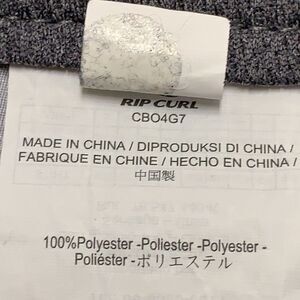 RIP CURL
CBO4G7
MADE IN CHINA / DIPRODUKSI DI CHINA /
FABRIQUE EN CHINE / HECHO EN CHINA /
中国製
100%Polyester -Poliester -Polyester -
Poliéster -ポリエステル